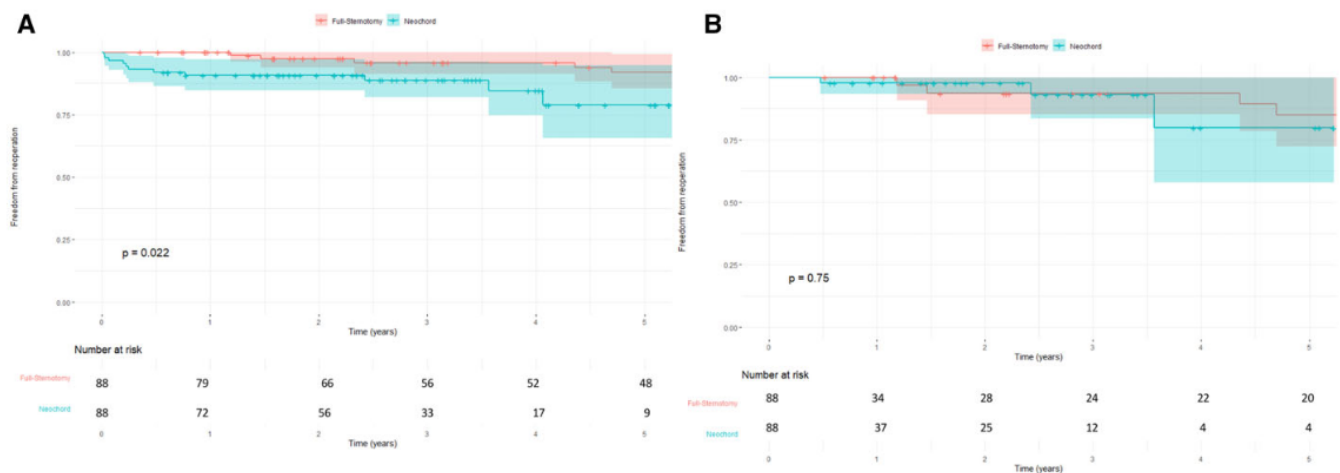 A
Full-Sternotomy Neochord
Freedom from reoperation
1.00
0.75
0.50
0.25
0.00
p = 0.022
0 1 2 3 4 5
Time (years)
Number at risk
Full-Sternotomy 88 79 66 56 52 48
Neochord 88 72 56 33 17 9
0 1 2 3 4 5
Time (years)
B
Full-Sternotomy Neochord
Freedom from reoperation
1.00
0.75
0.50
0.25
0.00
p = 0.75
0 1 2 3 4 5
Time (years)
Number at risk
Full-Sternotomy 88 34 28 24 22 20
Neochord 88 37 25 12 4 4
0 1 2 3 4 5
Time (years)